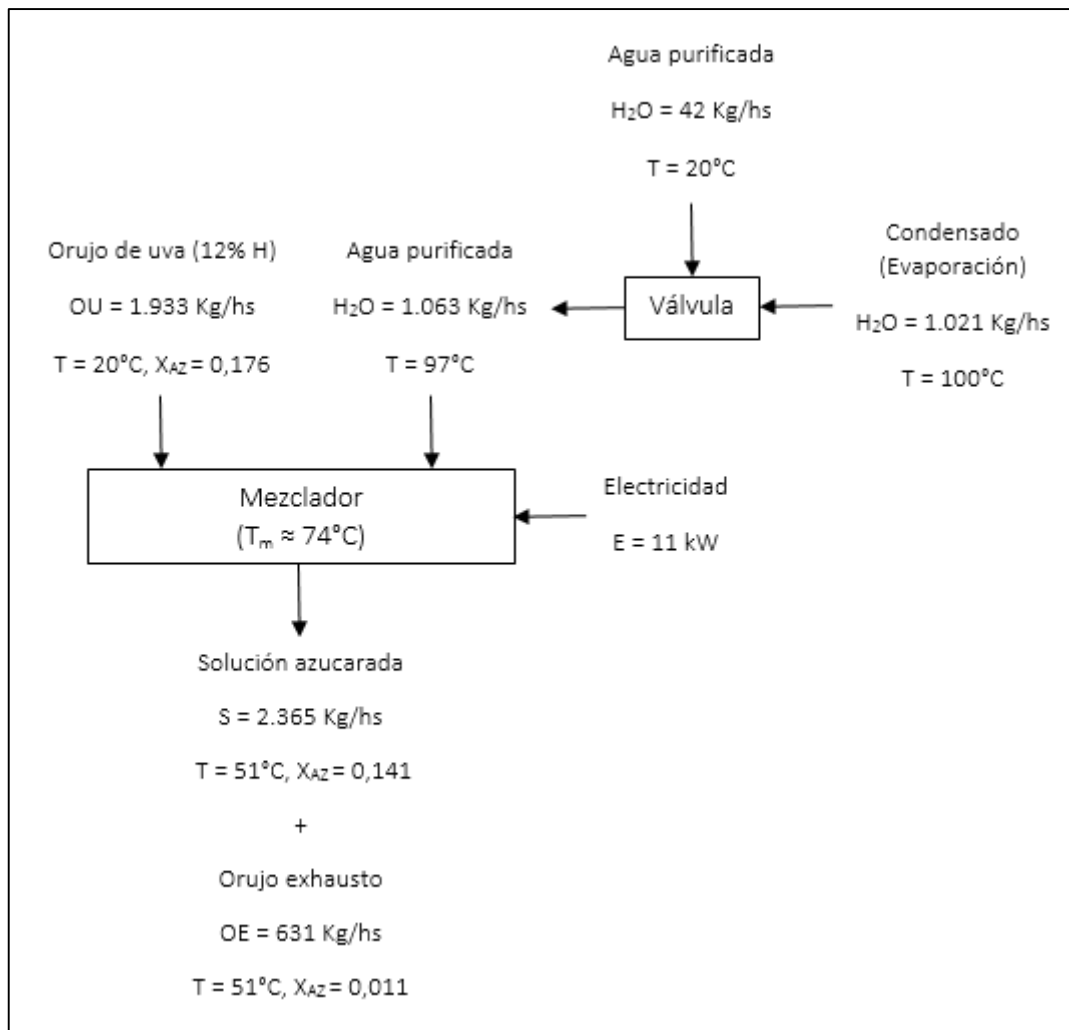 Agua purificada
H₂O = 42 Kg/hs
T = 20°C
Condensado
(Evaporación)
H₂O = 1.021 Kg/hs
T = 100°C
Válvula
Orujo de uva (12% H)
OU = 1.933 Kg/hs
T = 20°C, X_AZ = 0,176
Agua purificada
H₂O = 1.063 Kg/hs
T = 97°C
Mezclador
(Tₘ ≈ 74°C)
Electricidad
E = 11 kW
Solución azucarada
S = 2.365 Kg/hs
T = 51°C, X_AZ = 0,141
+
Orujo exhausto
OE = 631 Kg/hs
T = 51°C, X_AZ = 0,011